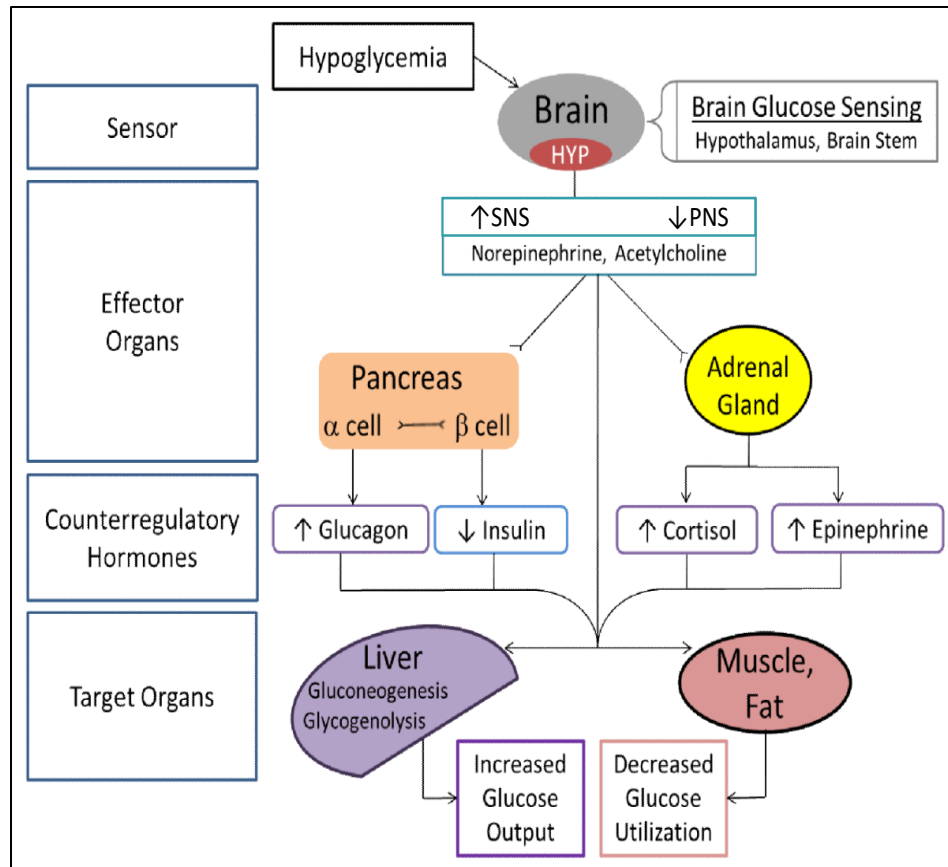 Hypoglycemia
Sensor
Brain
HYP
Brain Glucose Sensing
Hypothalamus, Brain Stem
Effector
Organs
↑SNS ↓PNS
Norepinephrine, Acetylcholine
Pancreas
α cell β cell
Adrenal
Gland
Counterregulatory
Hormones
↑ Glucagon
↓ Insulin
↑ Cortisol
↑ Epinephrine
Target Organs
Liver
Gluconeogenesis
Glycogenolysis
Muscle,
Fat
Increased
Glucose
Output
Decreased
Glucose
Utilization